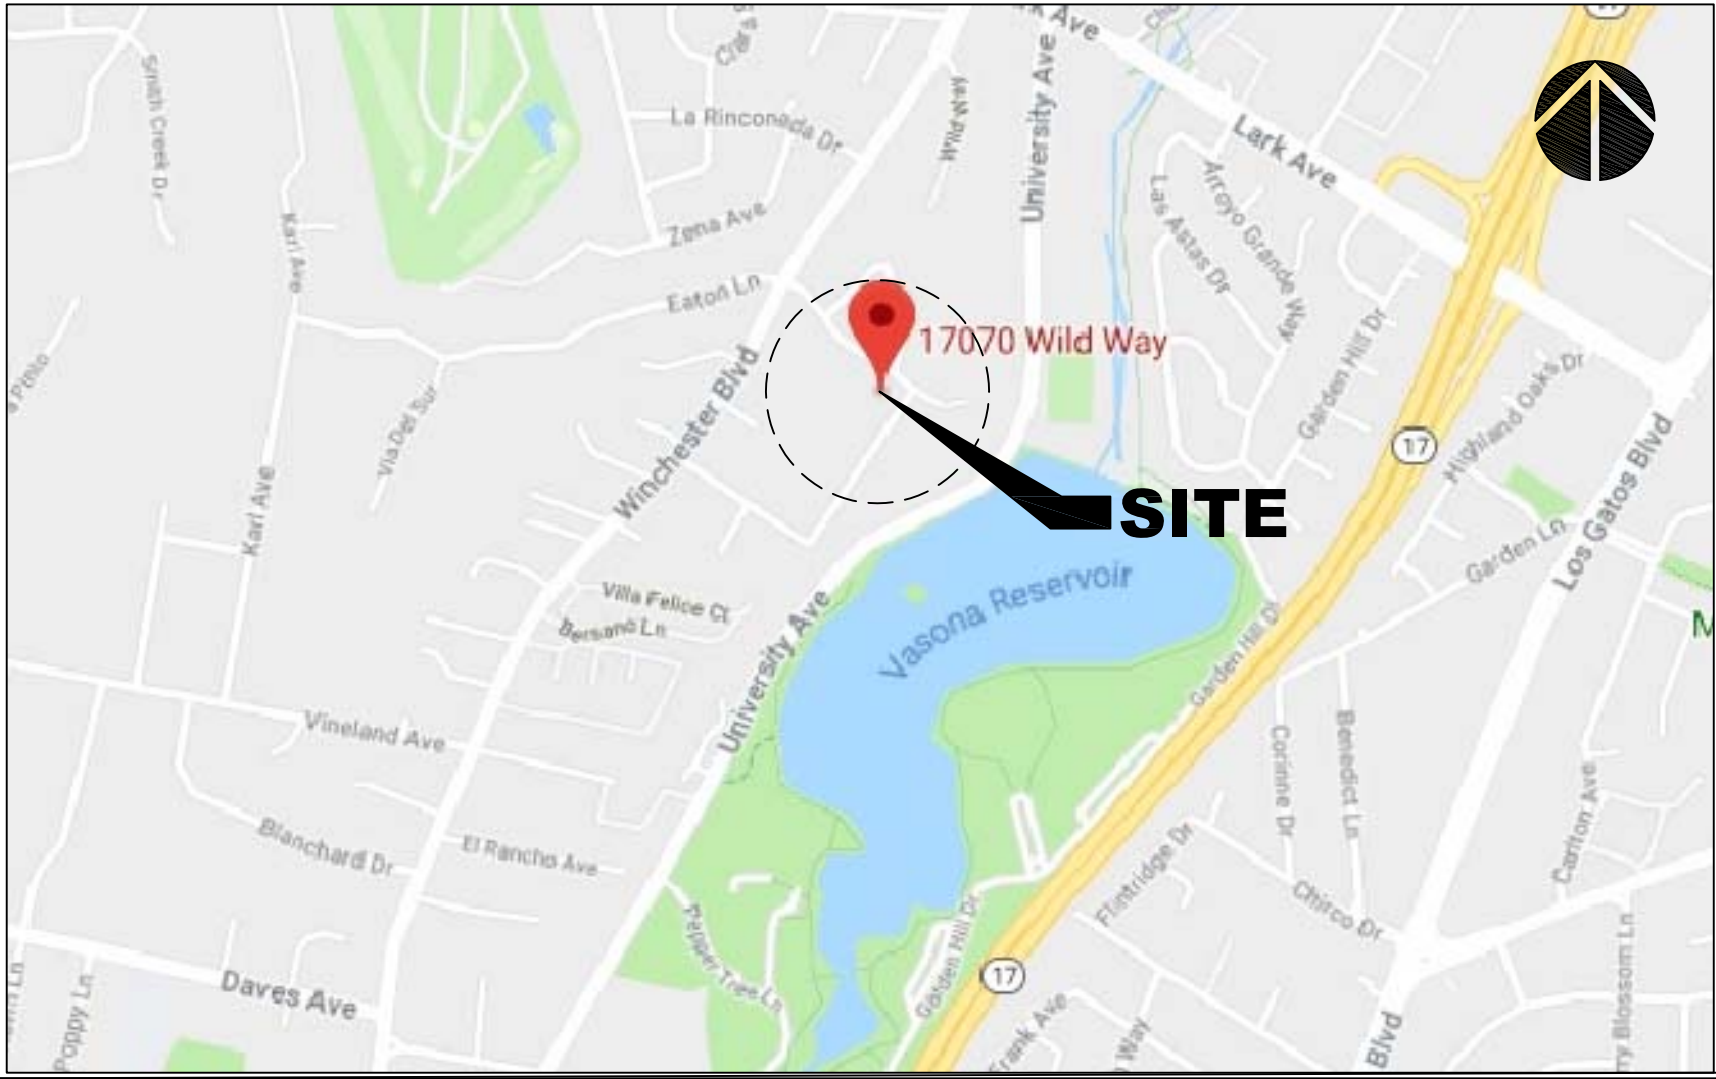 University Ave
La Rinconada Dr
Smith Creek Dr
Wild Way
Lark Ave
Zena Ave
Las Astas Dr
Arroyo Grande Way
Karl Ave
Eaton Ln
17070 Wild Way
Garden Hill Dr
Highland Oaks Dr
Winchester Blvd
Via Del Sur
17
Los Gatos Blvd
Karl Ave
SITE
Garden Ln
Vasona Reservoir
Villa Felice Ct
Bersano Ln
University Ave
Garden Hill Dr
M
Vineland Ave
Corinne Dr
Benedict Ln
Blanchard Dr
El Rancho Ave
Carlton Ave
Flintridge Dr
Chirco Dr
Pepper Tree Ln
Garden Hill Dr
17
Daves Ave
Poppy Ln
Frank Ave
Way
Blvd
ry Blossom Ln